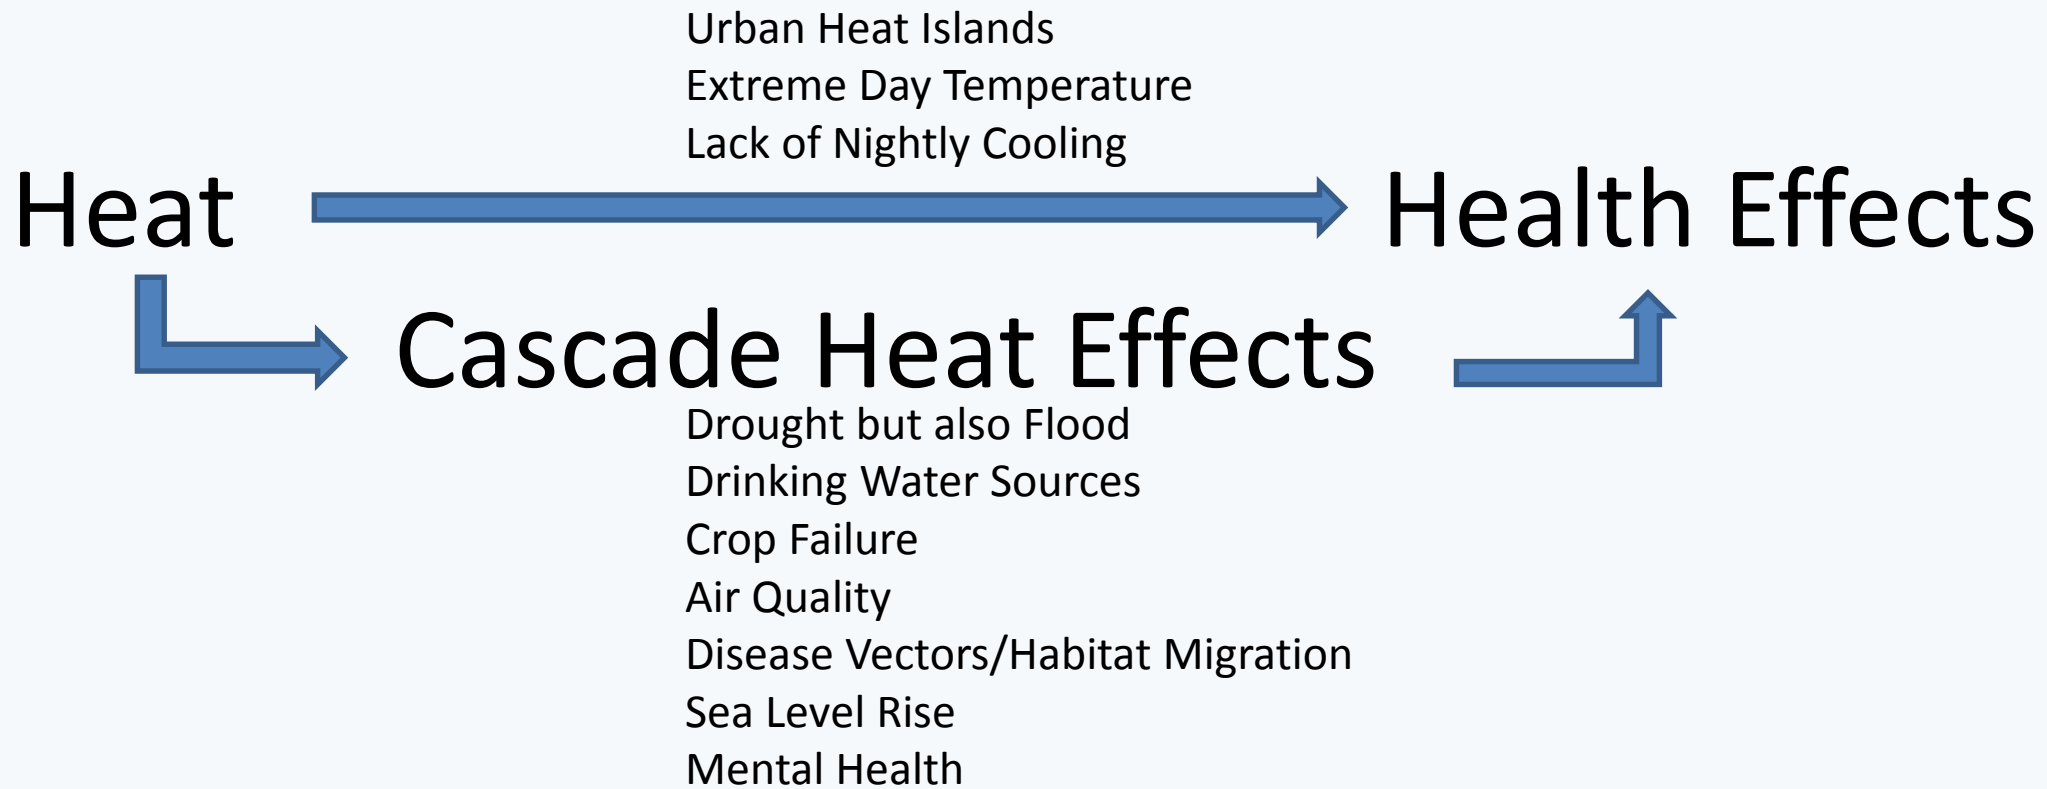 Urban Heat Islands
Extreme Day Temperature
Lack of Nightly Cooling
Heat
Health Effects
Cascade Heat Effects
Drought but also Flood
Drinking Water Sources
Crop Failure
Air Quality
Disease Vectors/Habitat Migration
Sea Level Rise
Mental Health